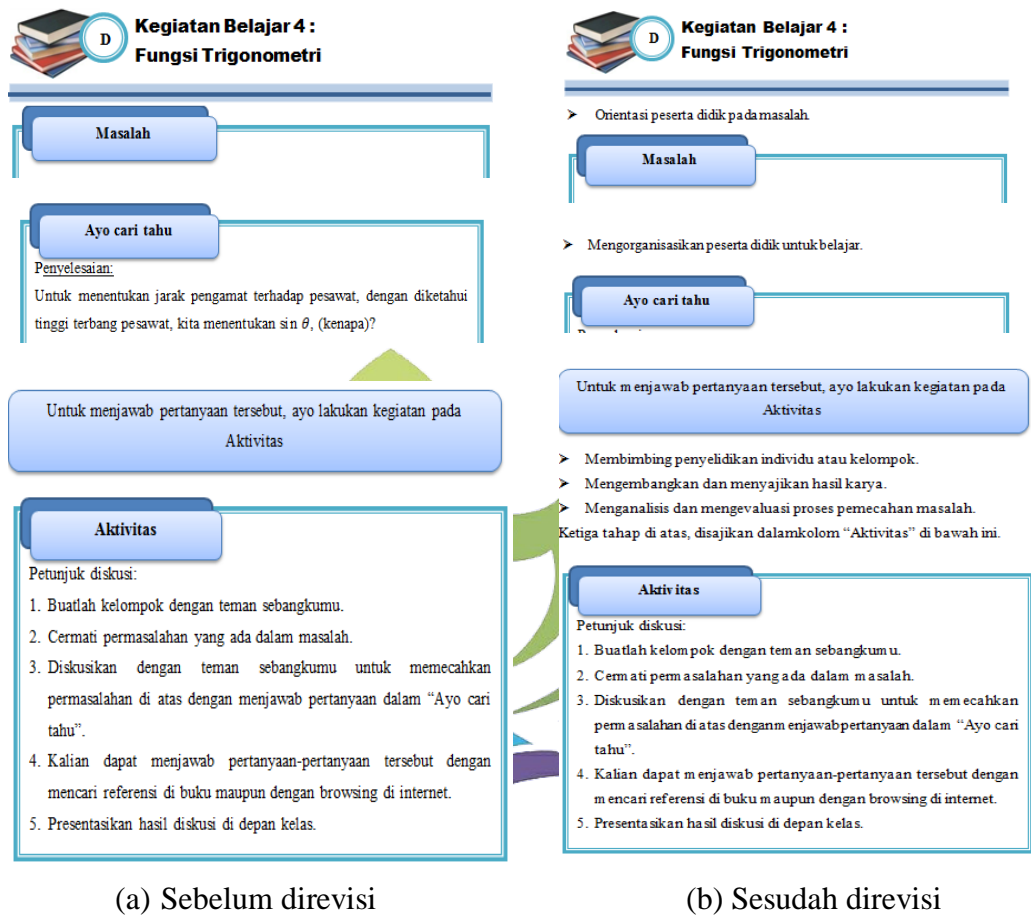 D
Kegiatan Belajar 4 :
Fungsi Trigonometri
Masalah
Ayo cari tahu
Penyelesaian:
Untuk menentukan jarak pengamat terhadap pesawat, dengan diketahui
tinggi terbang pesawat, kita menentukan sin θ, (kenapa)?
Untuk menjawab pertanyaan tersebut, ayo lakukan kegiatan pada
Aktivitas
Aktivitas
Petunjuk diskusi:
1. Buatlah kelompok dengan teman sebangkumu.
2. Cermati permasalahan yang ada dalam masalah.
3. Diskusikan dengan teman sebangkumu untuk memecahkan
permasalahan di atas dengan menjawab pertanyaan dalam “Ayo cari
tahu”.
4. Kalian dapat menjawab pertanyaan-pertanyaan tersebut dengan
mencari referensi di buku maupun dengan browsing di internet.
5. Presentasikan hasil diskusi di depan kelas.
(a) Sebelum direvisi
D
Kegiatan Belajar 4 :
Fungsi Trigonometri
➤ Orientasi peserta didik pada masalah.
Masalah
➤ Mengorganisasikan peserta didik untuk belajar.
Ayo cari tahu
Untuk menjawab pertanyaan tersebut, ayo lakukan kegiatan pada
Aktivitas
➤ Membimbing penyelidikan individu atau kelompok.
➤ Mengembangkan dan menyajikan hasil karya.
➤ Menganalisis dan mengevaluasi proses pemecahan masalah.
Ketiga tahap di atas, disajikan dalamkolom “Aktivitas” di bawah ini.
Aktivitas
Petunjuk diskusi:
1. Buatlah kelompok dengan teman sebangkumu.
2. Cermati permasalahan yang ada dalam masalah.
3. Diskusikan dengan teman sebangkumu untuk memecahkan
permasalahan di atas dengan menjawab pertanyaan dalam “Ayo cari
tahu”.
4. Kalian dapat menjawab pertanyaan-pertanyaan tersebut dengan
mencari referensi di buku maupun dengan browsing di internet.
5. Presentasikan hasil diskusi di depan kelas.
(b) Sesudah direvisi